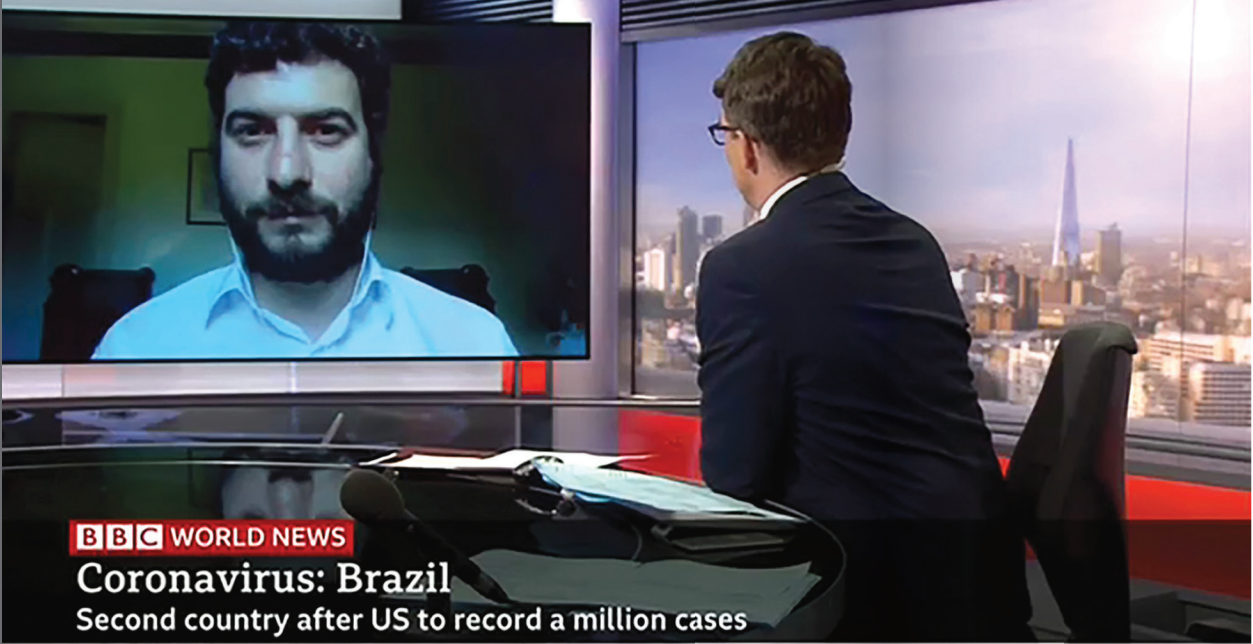 BBC WORLD NEWS
Coronavirus: Brazil
Second country after US to record a million cases